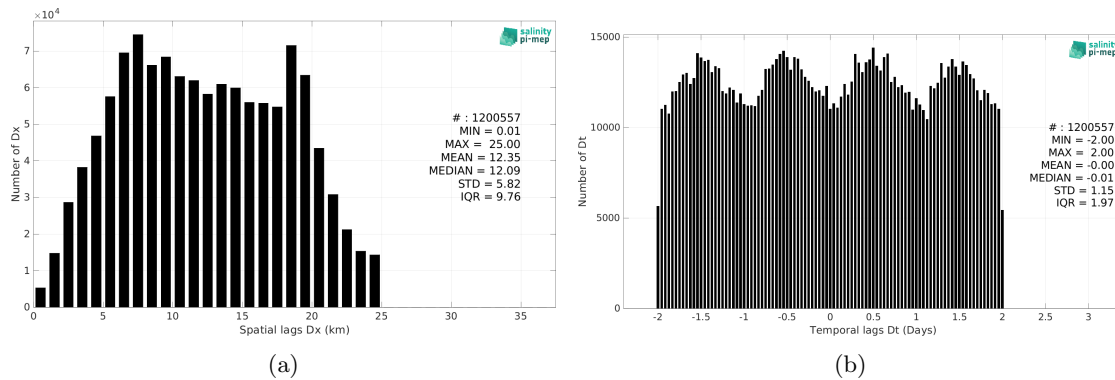 ×10⁴
salinity
pi-mep
7
6
5
4
3
2
1
0
Number of Dx
# : 1200557
MIN = 0.01
MAX = 25.00
MEAN = 12.35
MEDIAN = 12.09
STD = 5.82
IQR = 9.76
0 5 10 15 20 25 30 35
Spatial lags Dx (km)
(a)
15000
10000
5000
0
Number of Dt
salinity
pi-mep
# : 1200557
MIN = -2.00
MAX = 2.00
MEAN = -0.00
MEDIAN = -0.01
STD = 1.15
IQR = 1.97
-2 -1.5 -1 -0.5 0 0.5 1 1.5 2 2.5 3
Temporal lags Dt (Days)
(b)